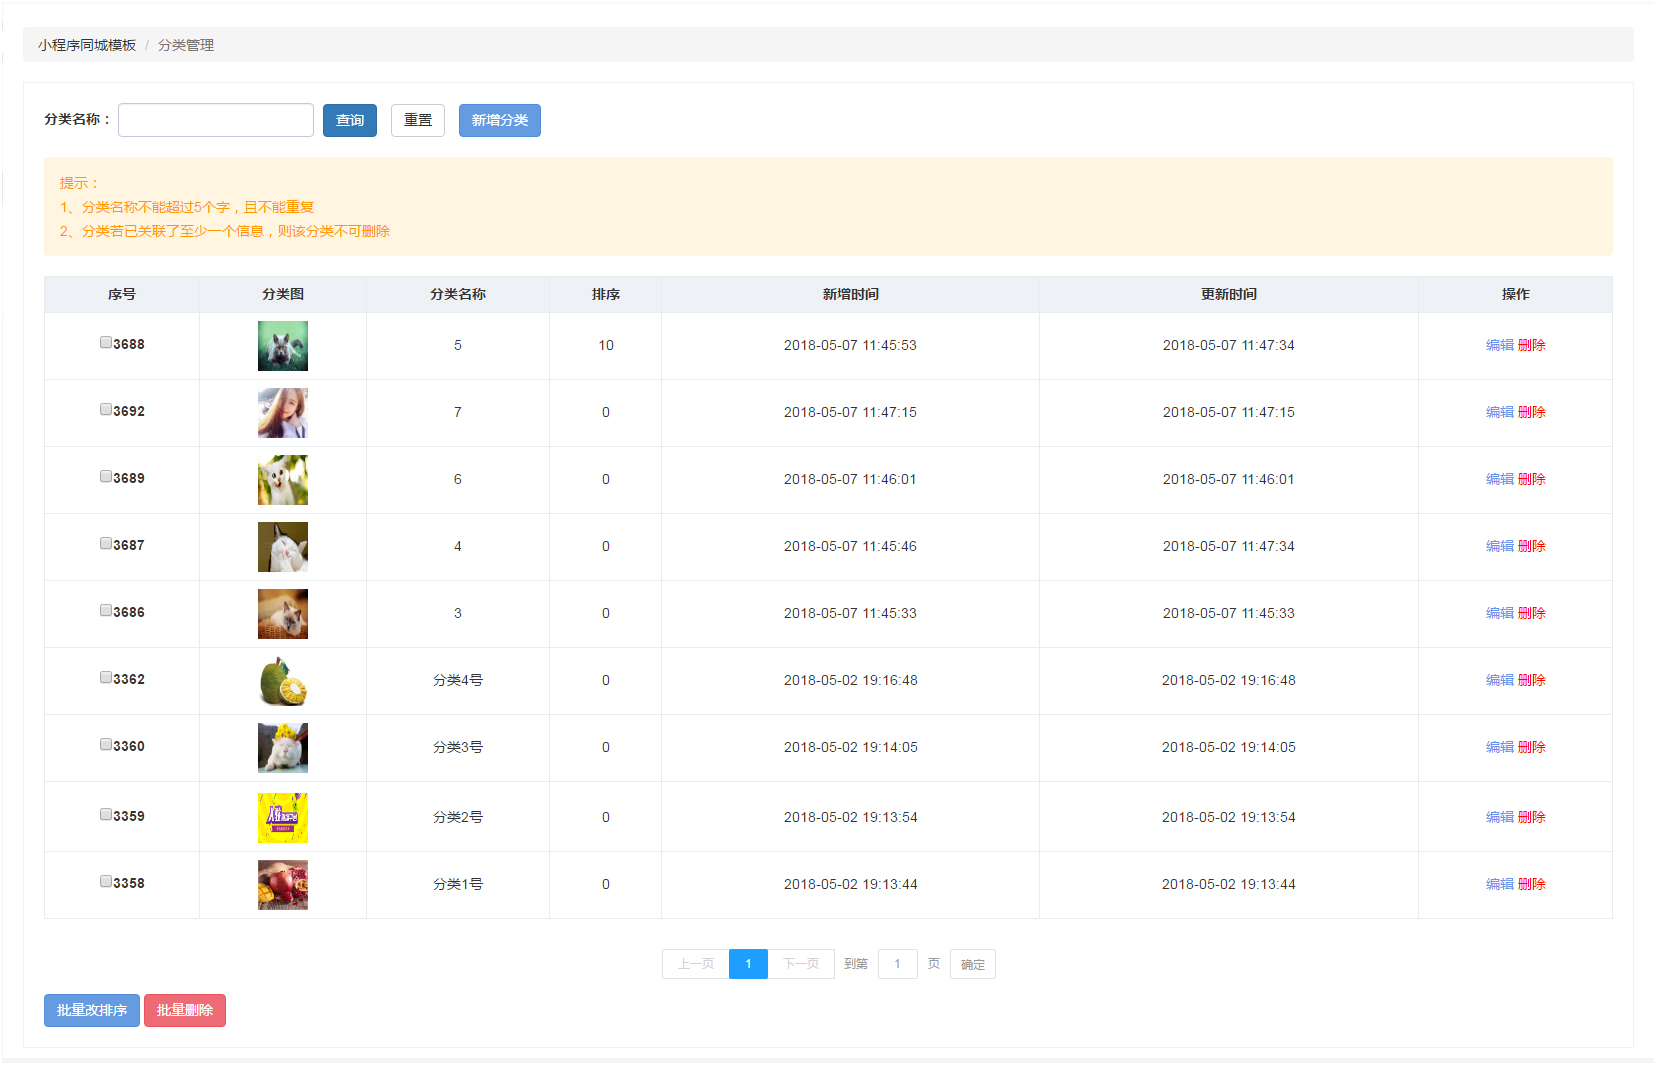 小程序同城模板 / 分类管理
分类名称： 查询 重置 新增分类
提示：
1、分类名称不能超过5个字，且不能重复
2、分类若已关联了至少一个信息，则该分类不可删除
序号 分类图 分类名称 排序 新增时间 更新时间 操作
3688 5 10 2018-05-07 11:45:53 2018-05-07 11:47:34 编辑 删除
3692 7 0 2018-05-07 11:47:15 2018-05-07 11:47:15 编辑 删除
3689 6 0 2018-05-07 11:46:01 2018-05-07 11:46:01 编辑 删除
3687 4 0 2018-05-07 11:45:46 2018-05-07 11:47:34 编辑 删除
3686 3 0 2018-05-07 11:45:33 2018-05-07 11:45:33 编辑 删除
3362 分类4号 0 2018-05-02 19:16:48 2018-05-02 19:16:48 编辑 删除
3360 分类3号 0 2018-05-02 19:14:05 2018-05-02 19:14:05 编辑 删除
3359 分类2号 0 2018-05-02 19:13:54 2018-05-02 19:13:54 编辑 删除
3358 分类1号 0 2018-05-02 19:13:44 2018-05-02 19:13:44 编辑 删除
上一页 1 下一页 到第 1 页 确定
批量改排序 批量删除